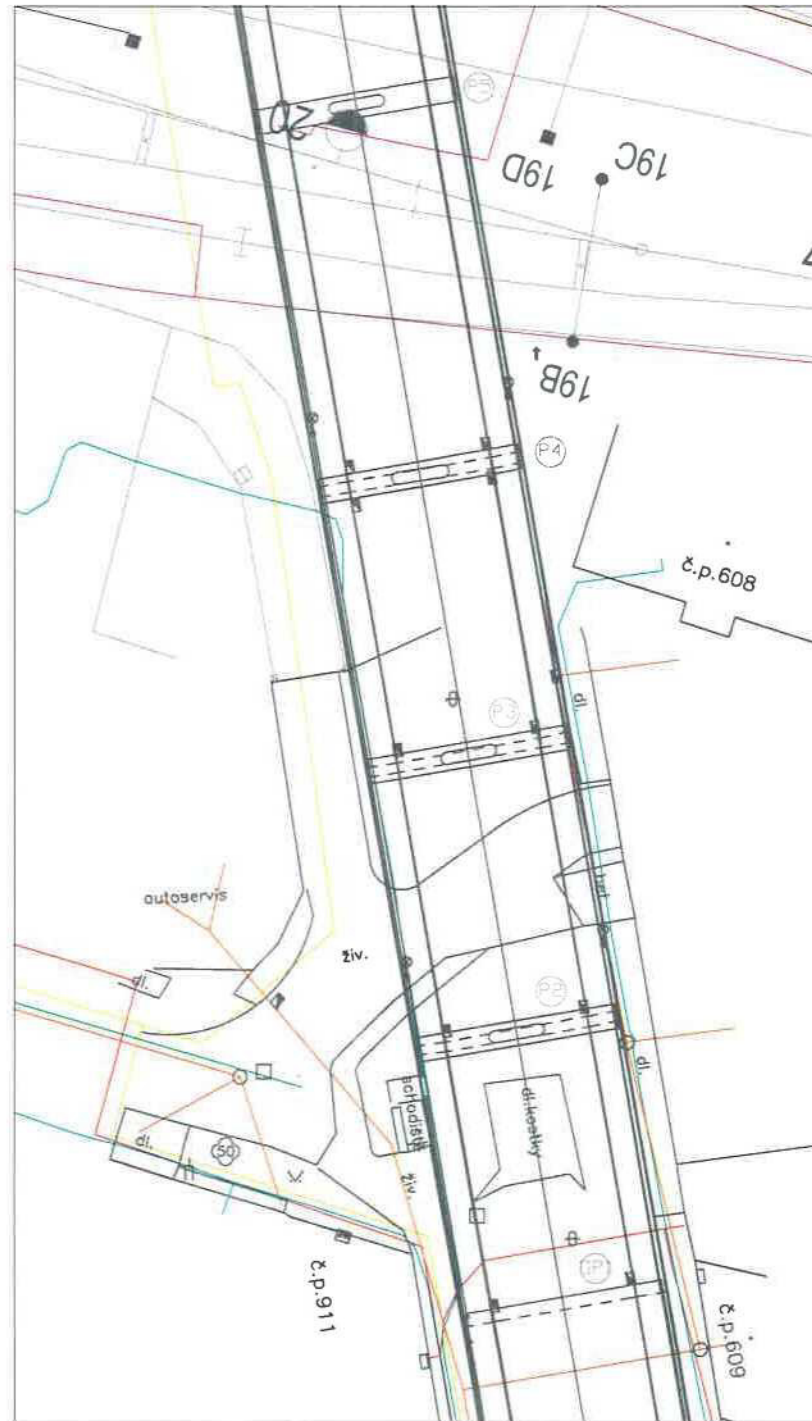 P5
20
19D
19C
19B
P4
č.p.608
dl.
P3
autoservis
živ.
dl.
P2
dl.
schodiště
dl.kostky
dl.
50
živ.
č.p.911
č.p.609